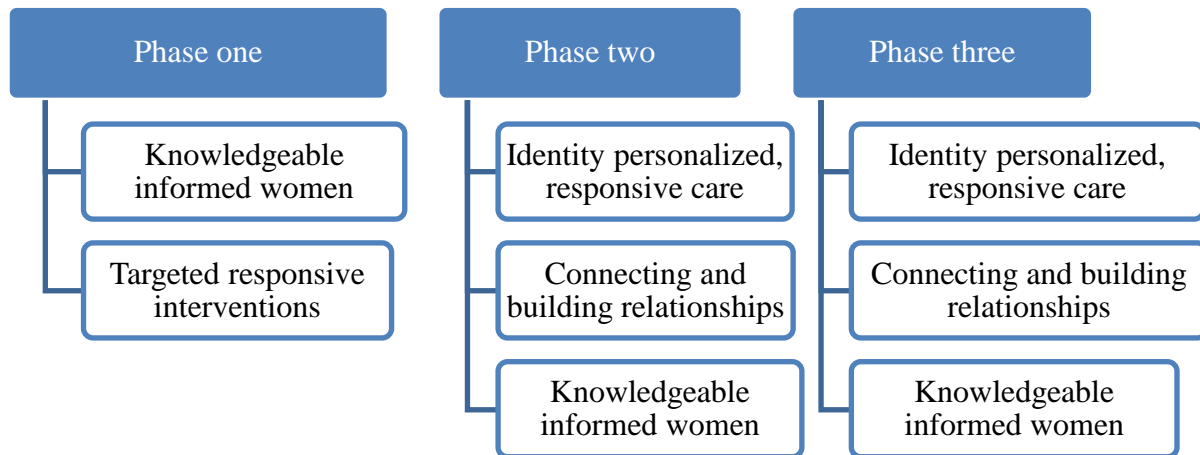 Phase one
Knowledgeable
informed women
Targeted responsive
interventions
Phase two
Identity personalized,
responsive care
Connecting and
building relationships
Knowledgeable
informed women
Phase three
Identity personalized,
responsive care
Connecting and building
relationships
Knowledgeable
informed women